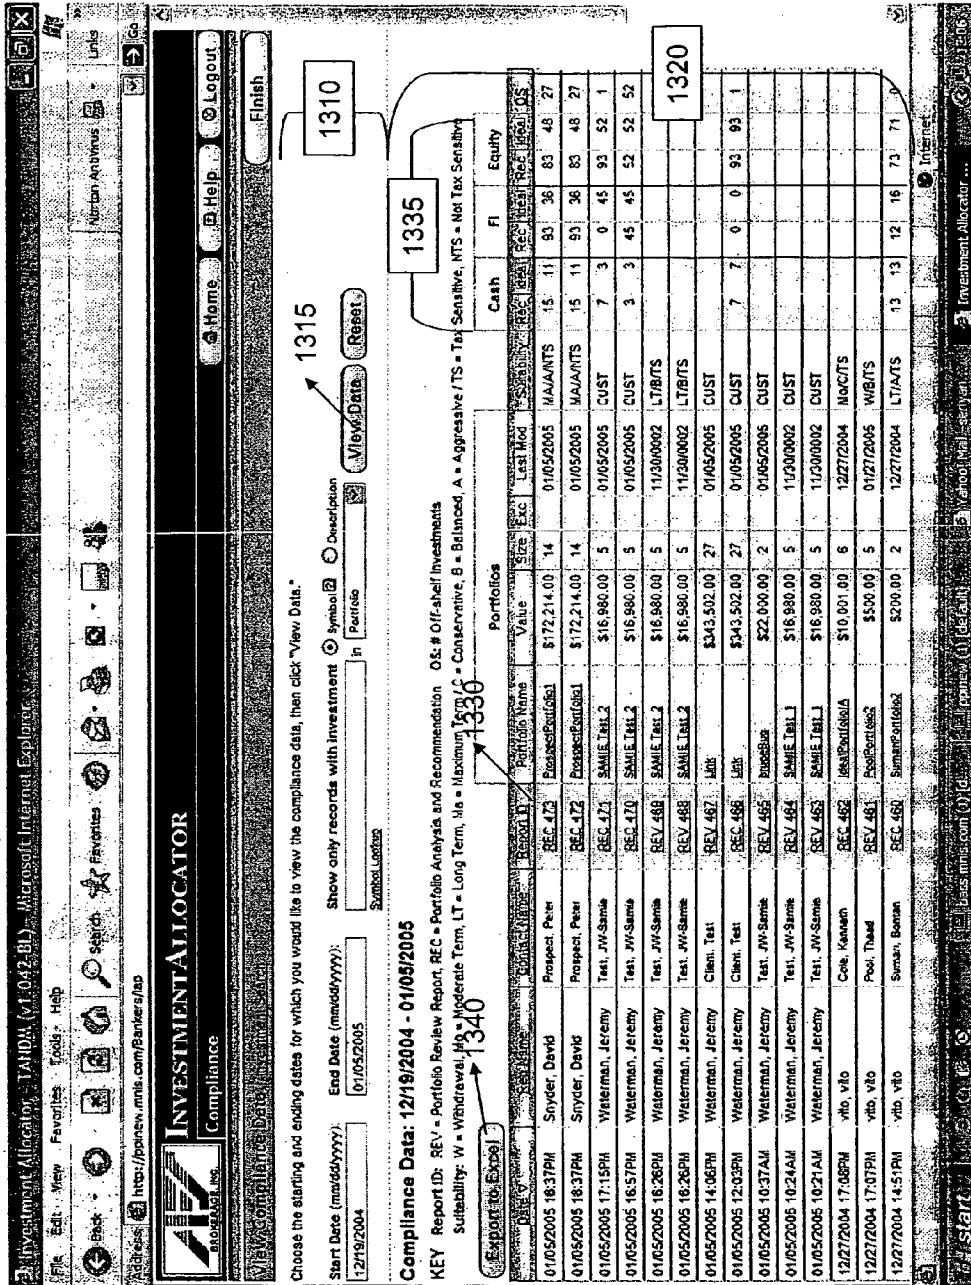 Investment Allocator - TANDM (v1.042-BL) - Microsoft Internet Explorer
File Edit View Favorites Tools Help
Back Search Favorites Norton Antivirus Links
Address http://ppinew.mnis.com/Bankers/ap Go
INVESTMENTALLOCATOR
Compliance
Home Help Logout
Finish
Choose the starting and ending dates for which you would like to view the compliance data, then click "View Data."
1310
1315
Start Date (mm/dd/yyyy): End Date (mm/dd/yyyy): Show only records with investment Symbol Description
12/19/2004 01/05/2005 in Portfolio View Data Reset
Symbol Lookup
Compliance Data: 12/19/2004 - 01/05/2005
1335
KEY Report ID: REV = Portfolio Review Report, REC = Portfolio Analysis and Recommendation OS: # Off-shelf Investments
Suitability: W = Withdrawal, Mo = Moderate Term, LT = Long Term, Ma = Maximum Term / C = Conservative, B = Balanced, A = Aggressive / TS = Tax Sensitive, NTS = Not Tax Sensitive
1340 1330 1320
Export to Excel
Portfolios Cash FI Equity
Rep Name Contact Name Report ID Portfolio Name Value Size Exc Last Mod Suitability Rec Ideal Rec Ideal Rec Ideal OS
01/05/2005 18:37PM Snyder, David Prospect, Peter REC 473 ProspectPortfolio1 $172,214.00 14 01/05/2005 MA/A/NTS 15 11 93 36 83 48 27
01/05/2005 18:37PM Snyder, David Prospect, Peter REC 472 ProspectPortfolio1 $172,214.00 14 01/05/2005 MA/A/NTS 15 11 93 36 83 48 27
01/05/2005 17:15PM Waterman, Jeremy Test, JW-Samie REC 471 SAMIE Test 2 $16,980.00 5 01/05/2005 CUST 7 3 0 45 93 52 1
01/05/2005 16:57PM Waterman, Jeremy Test, JW-Samie REC 470 SAMIE Test 2 $16,980.00 5 01/05/2005 CUST 3 3 45 45 52 52 52
01/05/2005 16:26PM Waterman, Jeremy Test, JW-Samie REV 469 SAMIE Test 2 $16,980.00 5 11/30/0002 LT/B/TS
01/05/2005 16:26PM Waterman, Jeremy Test, JW-Samie REV 468 SAMIE Test 2 $16,980.00 5 11/30/0002 LT/B/TS
01/05/2005 14:06PM Waterman, Jeremy Client, Test REV 467 Link $343,502.00 27 01/05/2005 CUST
01/05/2005 12:03PM Waterman, Jeremy Client, Test REC 466 Link $343,502.00 27 01/05/2005 CUST 7 7 0 0 93 93 1
01/05/2005 10:37AM Waterman, Jeremy Test, JW-Samie REV 465 $22,000.00 2 01/05/2005 CUST
01/05/2005 10:24AM Waterman, Jeremy Test, JW-Samie REV 464 SAMIE Test 1 $16,980.00 5 11/30/0002 CUST
01/05/2005 10:21AM Waterman, Jeremy Test, JW-Samie REV 463 SAMIE Test 1 $16,980.00 5 11/30/0002 CUST
12/27/2004 17:08PM vito, vito Cole, Kenneth REC 462 IdealPortfolioA $10,001.00 6 12/27/2004 Mo/C/TS
12/27/2004 17:07PM vito, vito Pool, Thead REV 461 PoolPortfolio2 $500.00 5 01/27/2005 W/B/TS
12/27/2004 14:51PM vito, vito Suman, Bonan REC 460 SumanPortfolio2 $200.00 2 12/27/2004 LT/A/TS 13 13 12 16 73 71 0
Internet
start Investment Allocator ...